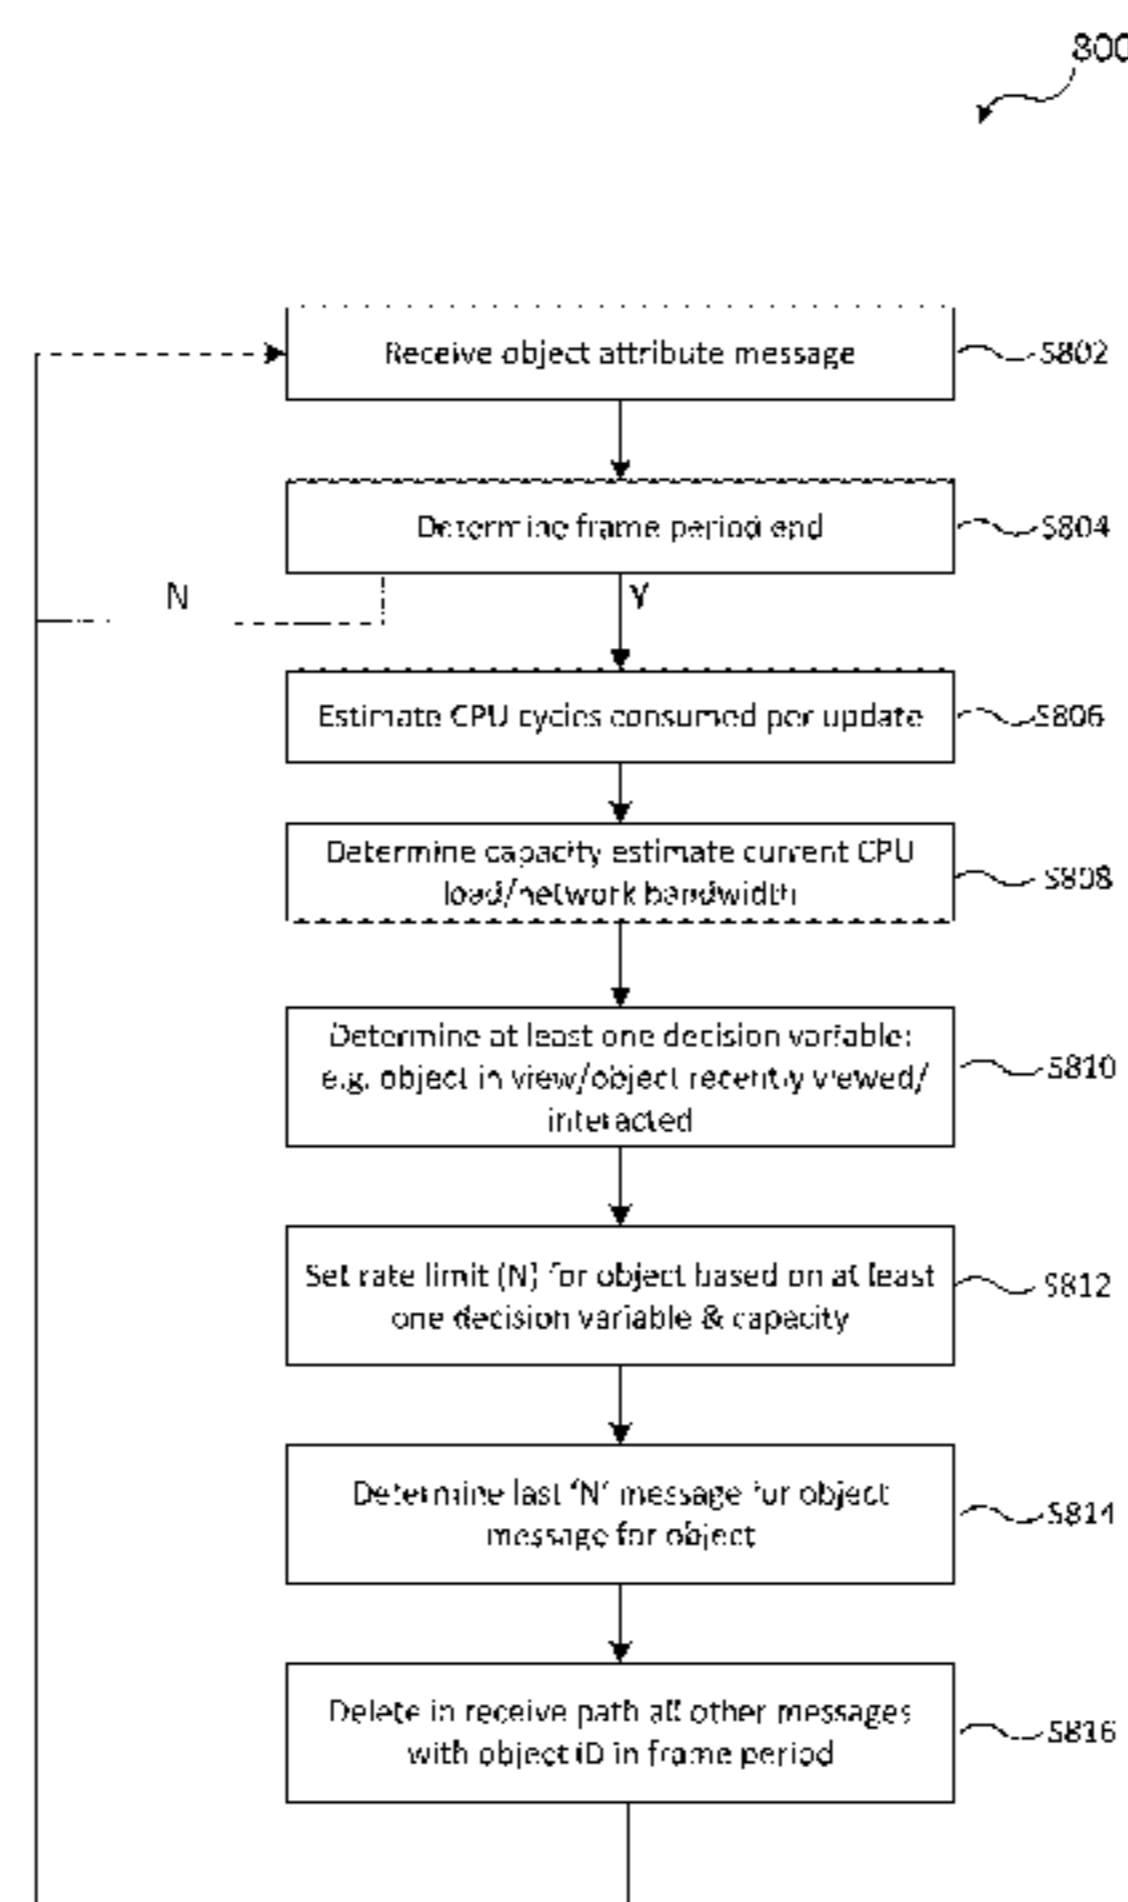 800
Receive object attribute message
S802
Determine frame period end
S804
N
Y
Estimate CPU cycles consumed per update
S806
Determine capacity estimate current CPU
load/network bandwidth
S808
Determine at least one decision variable:
e.g. object in view/object recently viewed/
interacted
S810
Set rate limit (N) for object based on at least
one decision variable & capacity
S812
Determine last 'N' message for object
message for object
S814
Delete in receive path all other messages
with object ID in frame period
S816